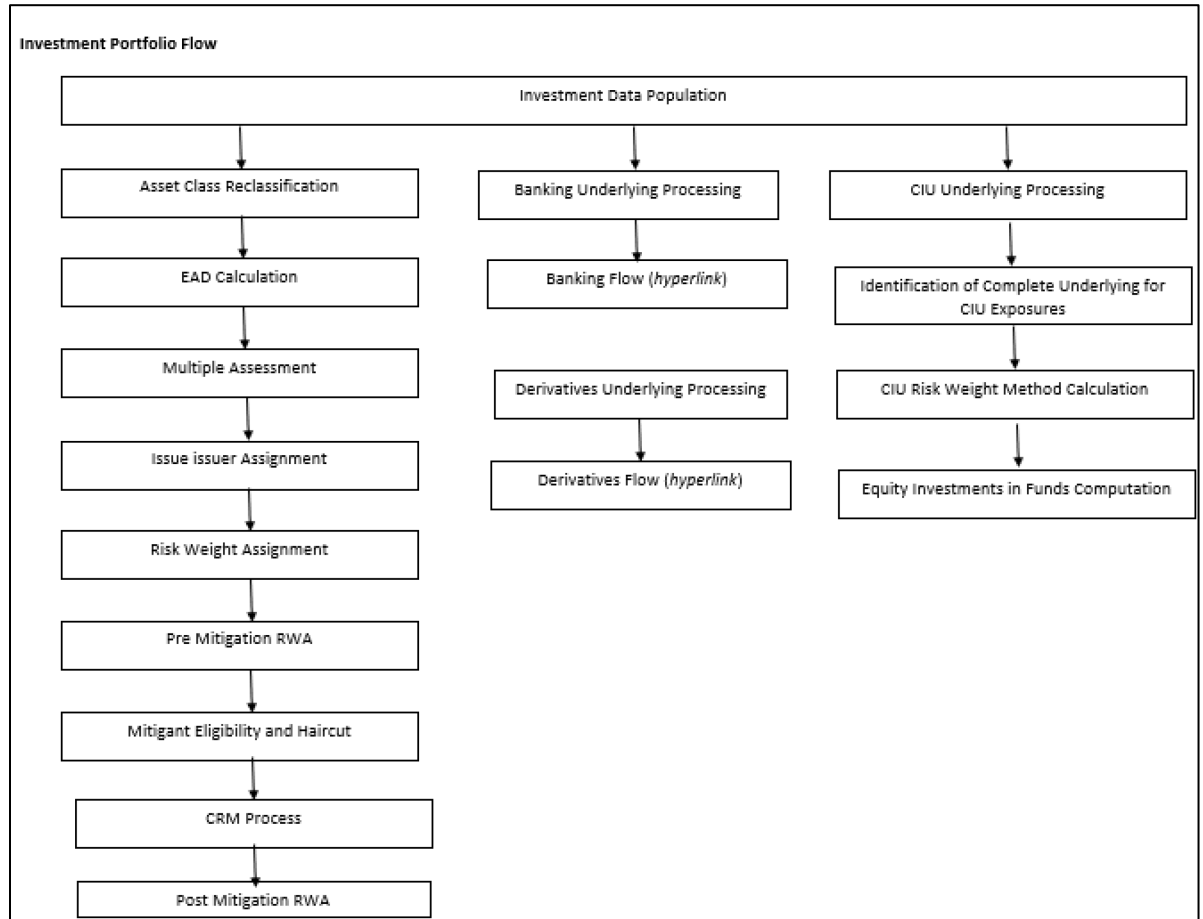 Investment Portfolio Flow
Investment Data Population
Asset Class Reclassification
EAD Calculation
Multiple Assessment
Issue issuer Assignment
Risk Weight Assignment
Pre Mitigation RWA
Mitigant Eligibility and Haircut
CRM Process
Post Mitigation RWA
Banking Underlying Processing
Banking Flow (hyperlink)
Derivatives Underlying Processing
Derivatives Flow (hyperlink)
CIU Underlying Processing
Identification of Complete Underlying for
CIU Exposures
CIU Risk Weight Method Calculation
Equity Investments in Funds Computation